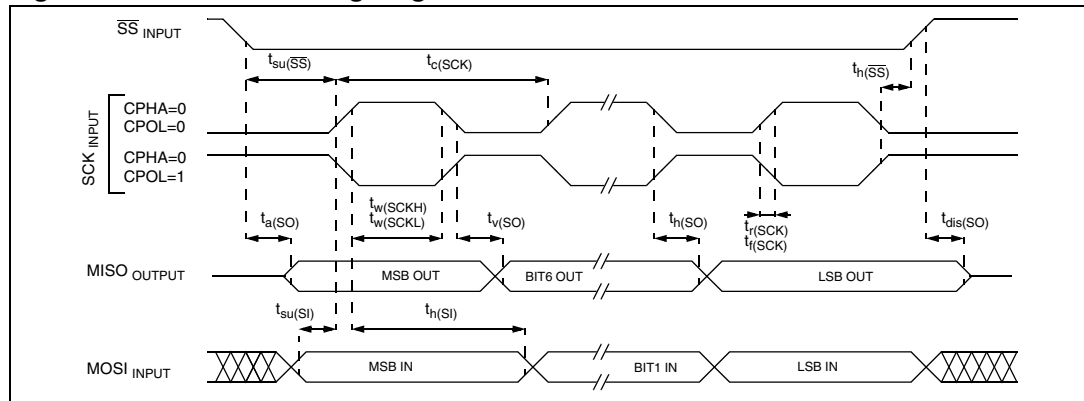 SS INPUT
tsu(SS)
tc(SCK)
th(SS)
SCK INPUT
CPHA=0
CPOL=0
CPHA=0
CPOL=1
tw(SCKH)
tw(SCKL)
ta(SO)
tv(SO)
th(SO)
tr(SCK)
tf(SCK)
tdis(SO)
MISO OUTPUT
MSB OUT
BIT6 OUT
LSB OUT
tsu(SI)
th(SI)
MOSI INPUT
MSB IN
BIT1 IN
LSB IN